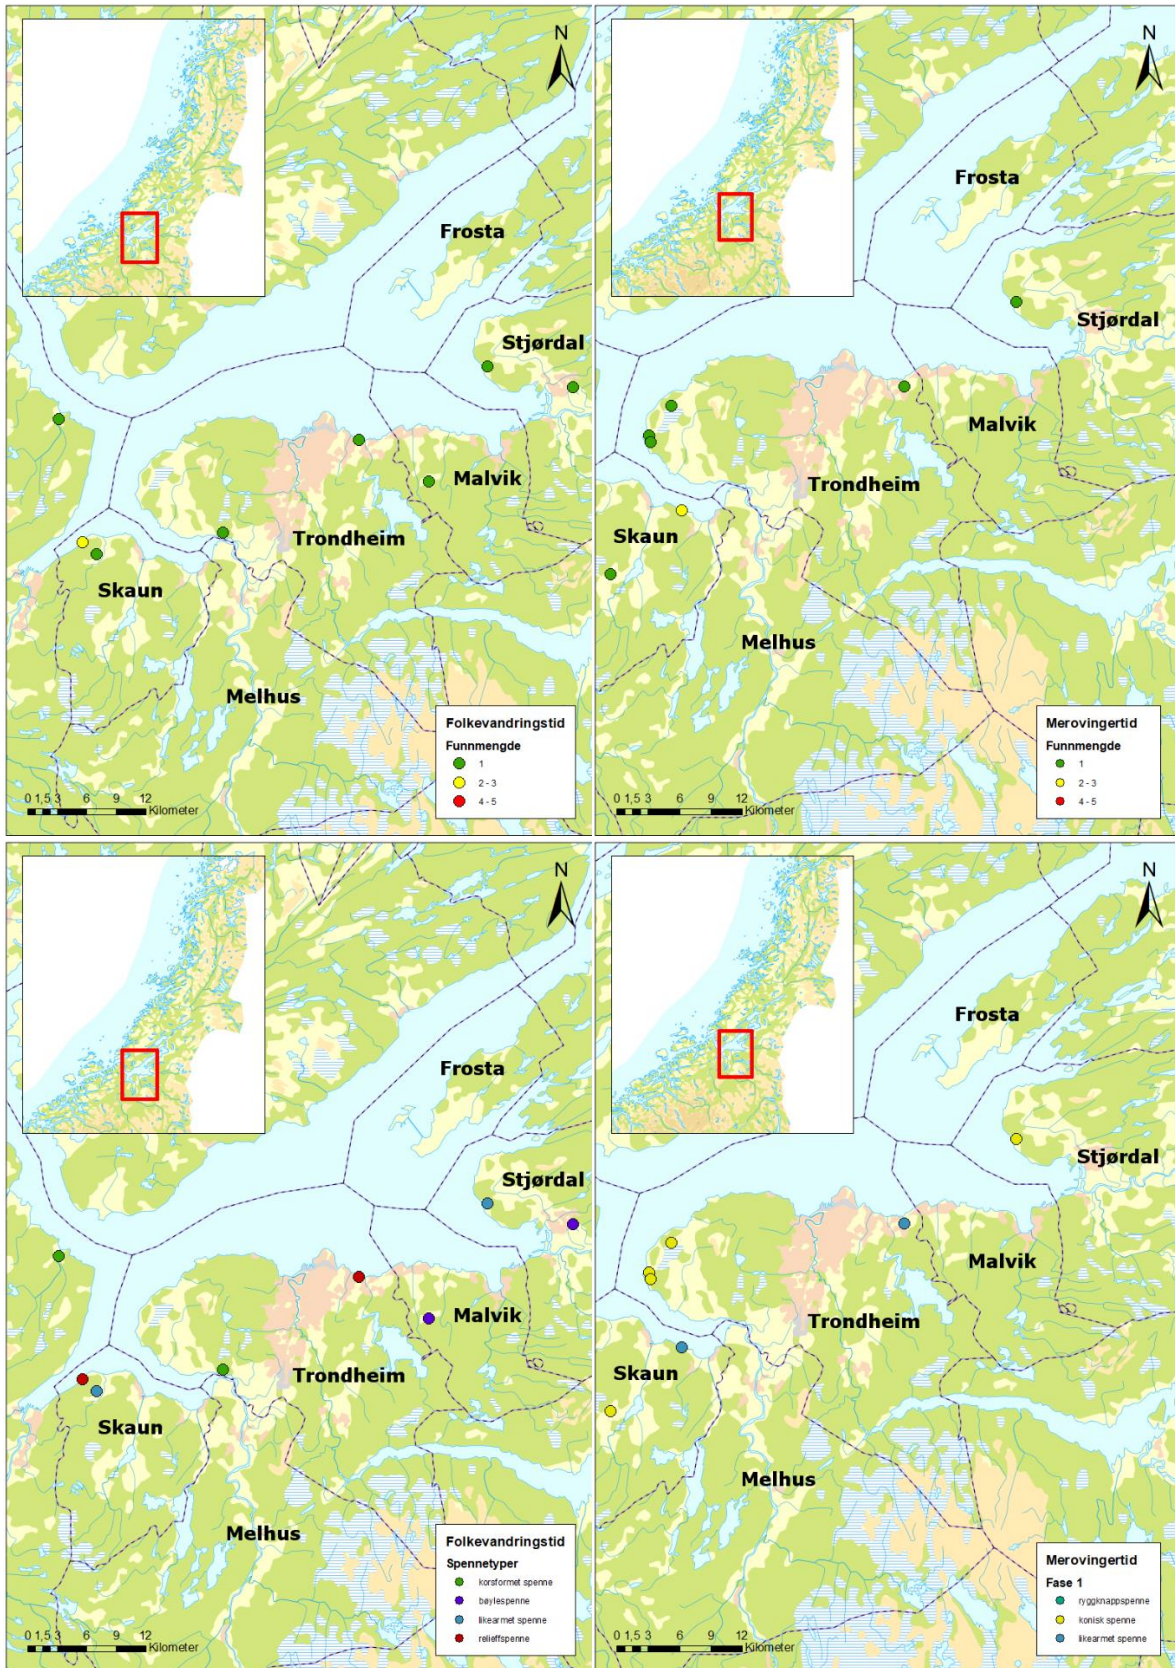 N
Frosta
Stjørdal
Malvik
Trondheim
Skaun
Melhus
Folkevandringstid
Funnmengde
1
2 - 3
4 - 5
0 1,5 3 6 9 12
Kilometer
N
Frosta
Stjørdal
Malvik
Trondheim
Skaun
Melhus
Merovingertid
Funnmengde
1
2 - 3
4 - 5
0 1,5 3 6 9 12
Kilometer
N
Frosta
Stjørdal
Malvik
Trondheim
Skaun
Melhus
Folkevandringstid
Spennetyper
korsformet spenne
bøylespenne
likearmet spenne
relieffspenne
0 1,5 3 6 9 12
Kilometer
N
Frosta
Stjørdal
Malvik
Trondheim
Skaun
Melhus
Merovingertid
Fase 1
ryggknappspenne
konisk spenne
likearmet spenne
0 1,5 3 6 9 12
Kilometer